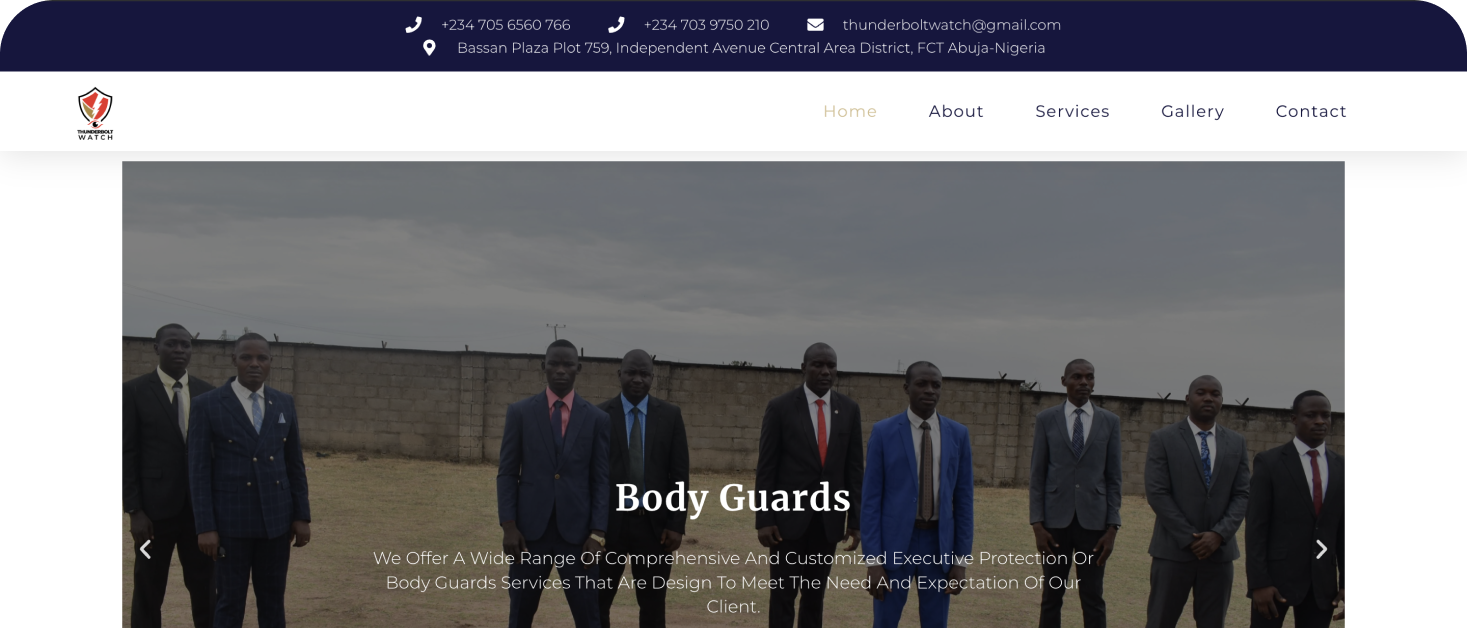 +234 705 6560 766 +234 703 9750 210 thunderboltwatch@gmail.com
Bassan Plaza Plot 759, Independent Avenue Central Area District, FCT Abuja-Nigeria
THUNDERBOLT
WATCH
Home About Services Gallery Contact
Body Guards
We Offer A Wide Range Of Comprehensive And Customized Executive Protection Or
Body Guards Services That Are Design To Meet The Need And Expectation Of Our
Client.